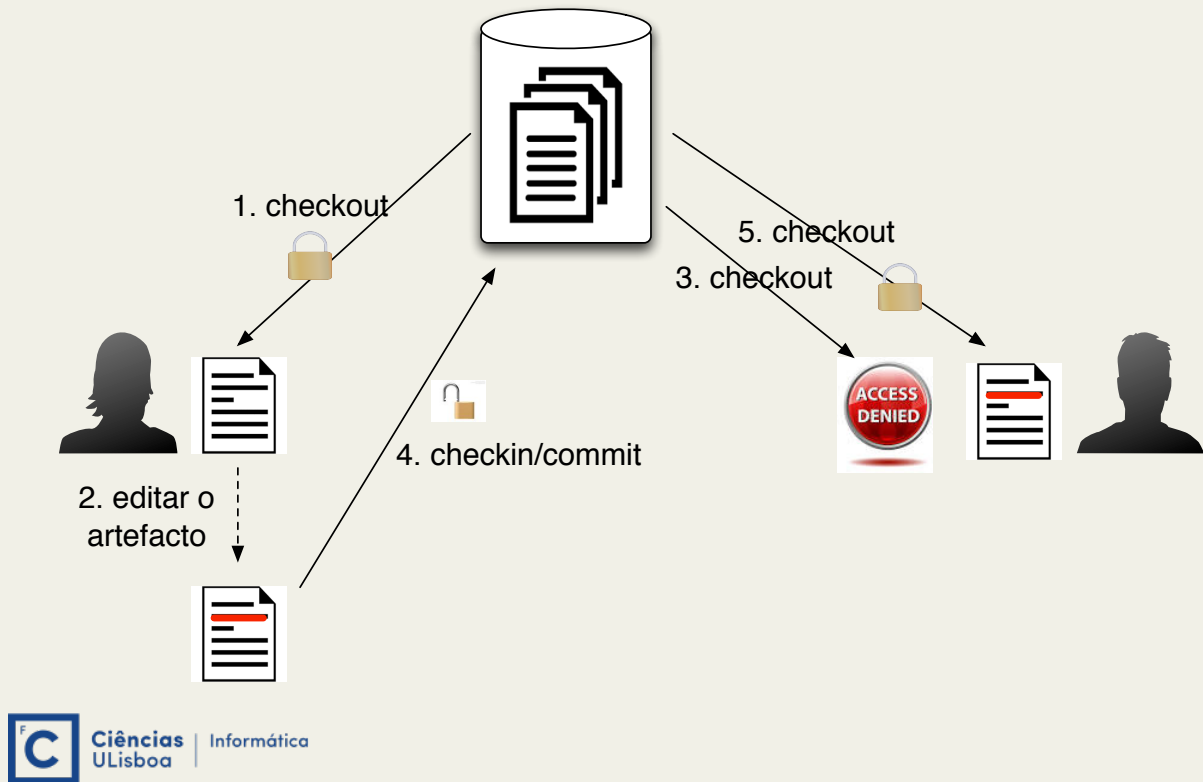 1. checkout
5. checkout
3. checkout
ACCESS
DENIED
4. checkin/commit
2. editar o
artefacto
F
C
Ciências
ULisboa
Informática